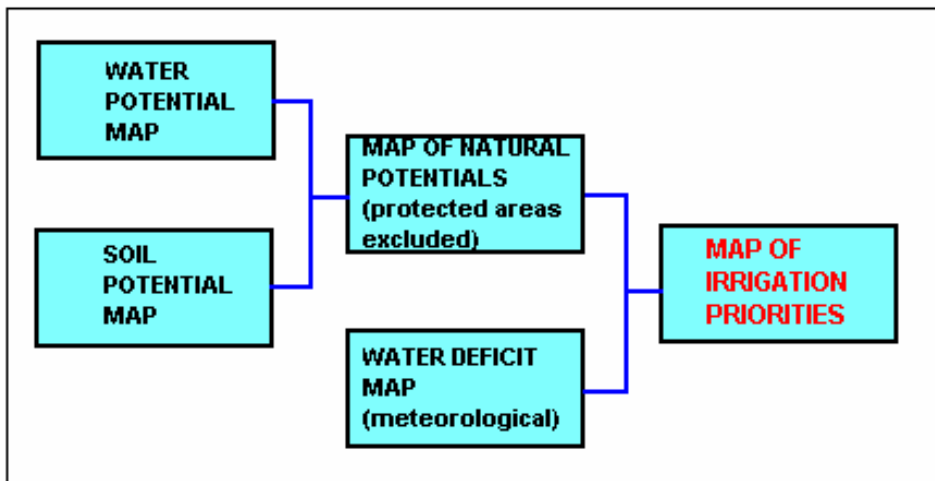 WATER
POTENTIAL
MAP
SOIL
POTENTIAL
MAP
MAP OF NATURAL
POTENTIALS
(protected areas
excluded)
WATER DEFICIT
MAP
(meteorological)
MAP OF
IRRIGATION
PRIORITIES